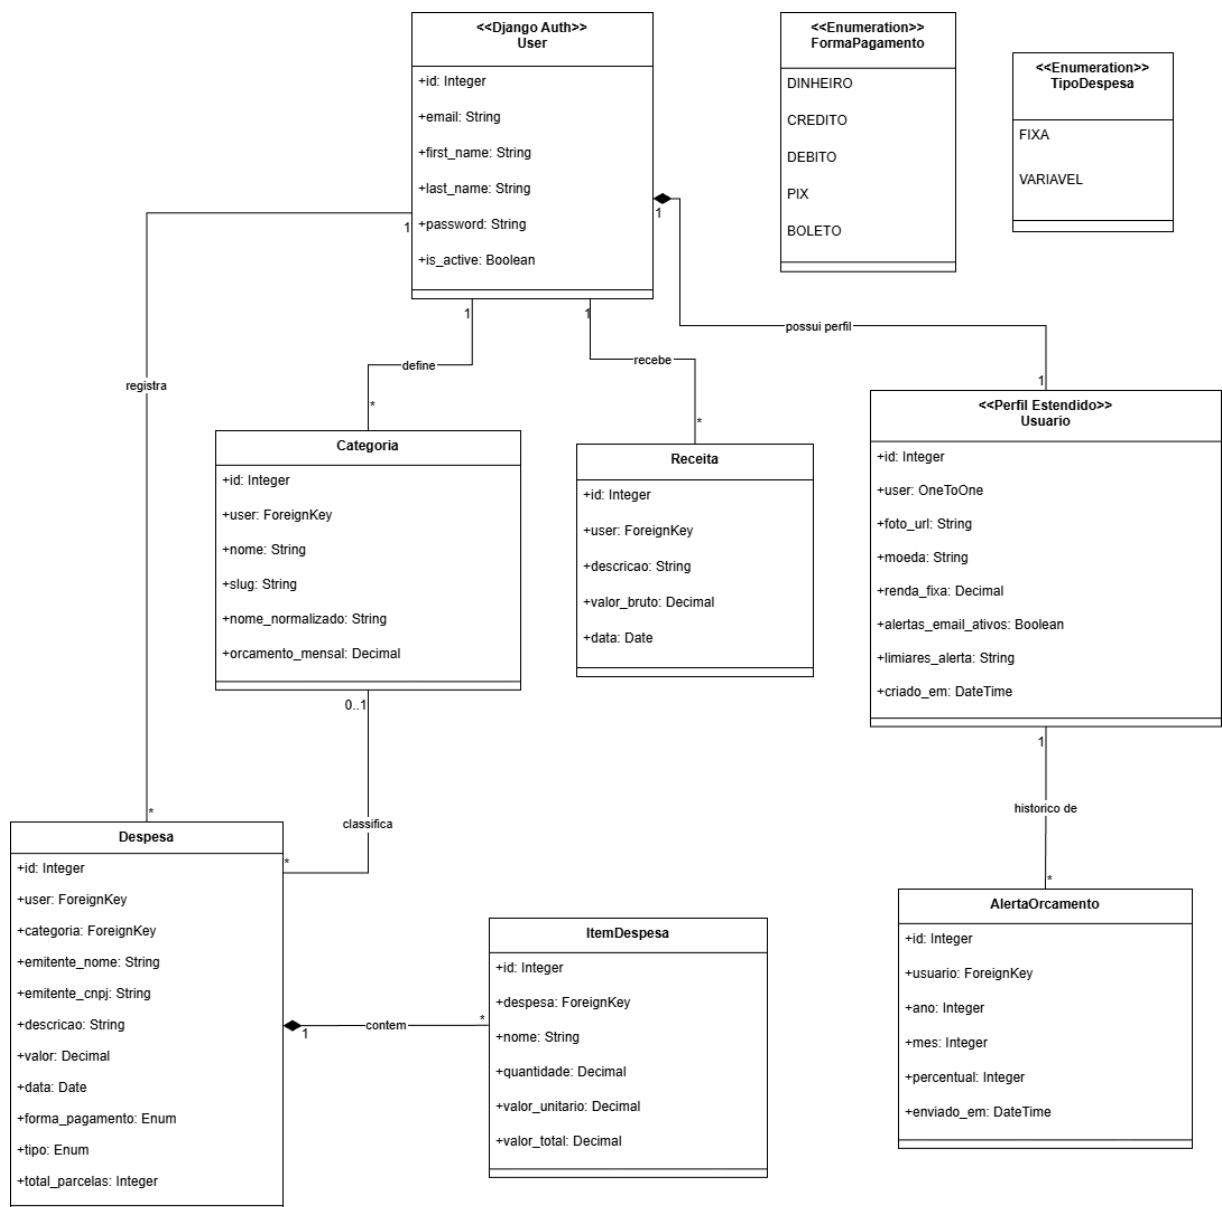 <<Django Auth>>
User
+id: Integer
+email: String
+first_name: String
+last_name: String
+password: String
+is_active: Boolean
<<Enumeration>>
FormaPagamento
DINHEIRO
CREDITO
DEBITO
PIX
BOLETO
<<Enumeration>>
TipoDespesa
FIXA
VARIAVEL
1
1
1
1
possui perfil
1
define
*
recebe
*
registra
*
Categoria
+id: Integer
+user: ForeignKey
+nome: String
+slug: String
+nome_normalizado: String
+orcamento_mensal: Decimal
Receita
+id: Integer
+user: ForeignKey
+descricao: String
+valor_bruto: Decimal
+data: Date
<<Perfil Estendido>>
Usuario
+id: Integer
+user: OneToOne
+foto_url: String
+moeda: String
+renda_fixa: Decimal
+alertas_email_ativos: Boolean
+limiares_alerta: String
+criado_em: DateTime
0..1
classifica
*
1
historico de
*
Despesa
+id: Integer
+user: ForeignKey
+categoria: ForeignKey
+emitente_nome: String
+emitente_cnpj: String
+descricao: String
+valor: Decimal
+data: Date
+forma_pagamento: Enum
+tipo: Enum
+total_parcelas: Integer
1
contem
*
ItemDespesa
+id: Integer
+despesa: ForeignKey
+nome: String
+quantidade: Decimal
+valor_unitario: Decimal
+valor_total: Decimal
AlertaOrcamento
+id: Integer
+usuario: ForeignKey
+ano: Integer
+mes: Integer
+percentual: Integer
+enviado_em: DateTime